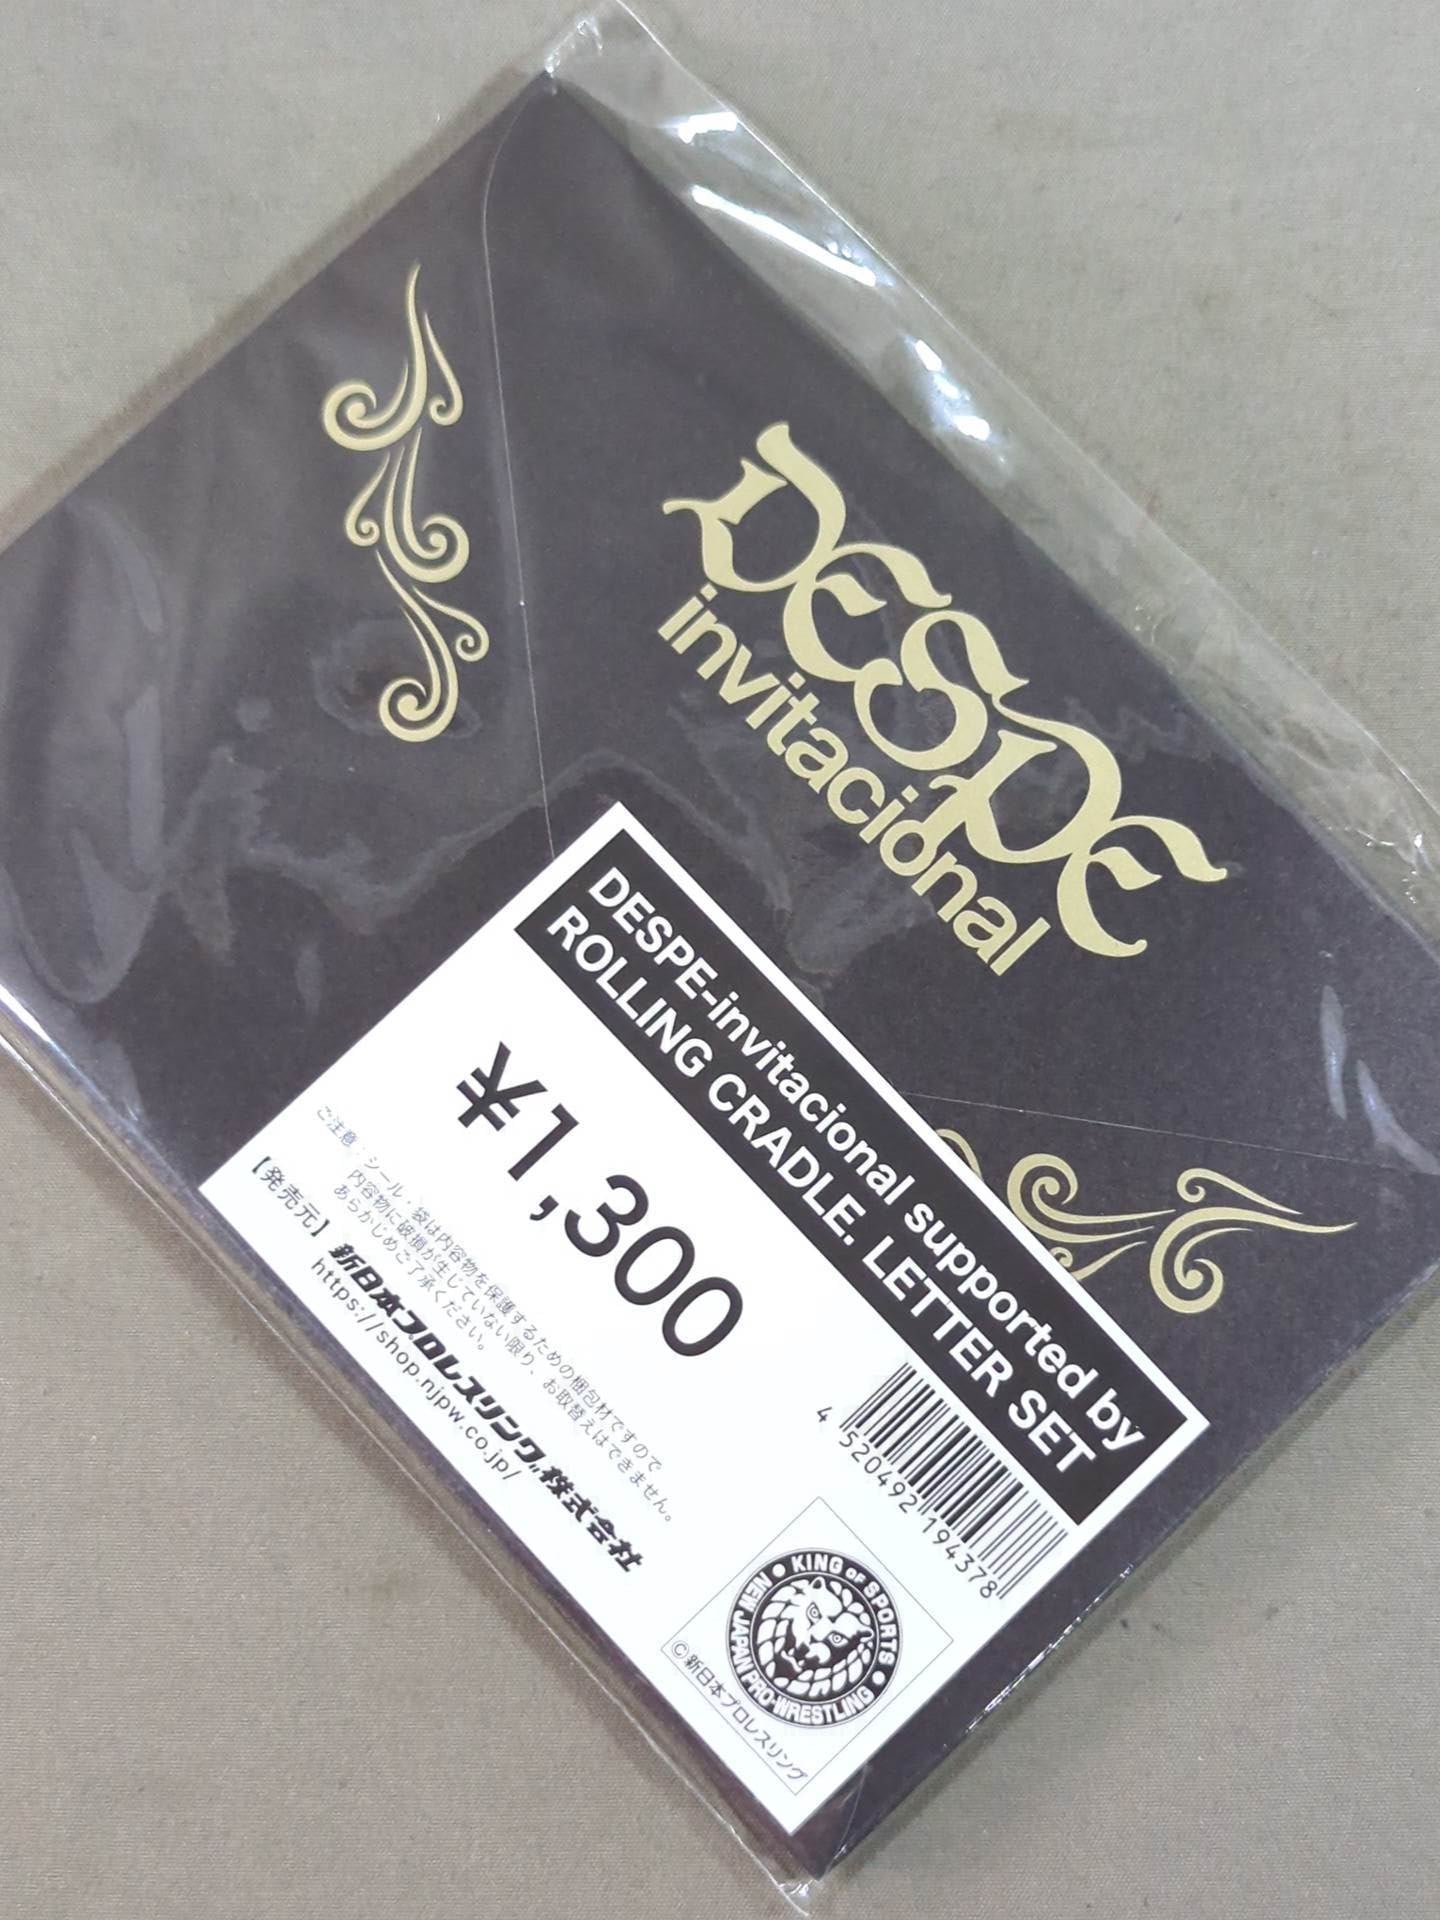 DESPE
invitacional
DESPE-invitacional supported by
ROLLING CRADLE. LETTER SET
¥1,300
ご注意：シール・袋は内容物を保護するための梱包材ですので
内容物に破損が生じていない限り、お取替えはできません。
あらかじめご了承ください。
【発売元】新日本プロレスリング株式会社
https://shop.njpw.co.jp/
4 520492 194378
KING OF SPORTS
NEW JAPAN PRO-WRESTLING
©新日本プロレスリング